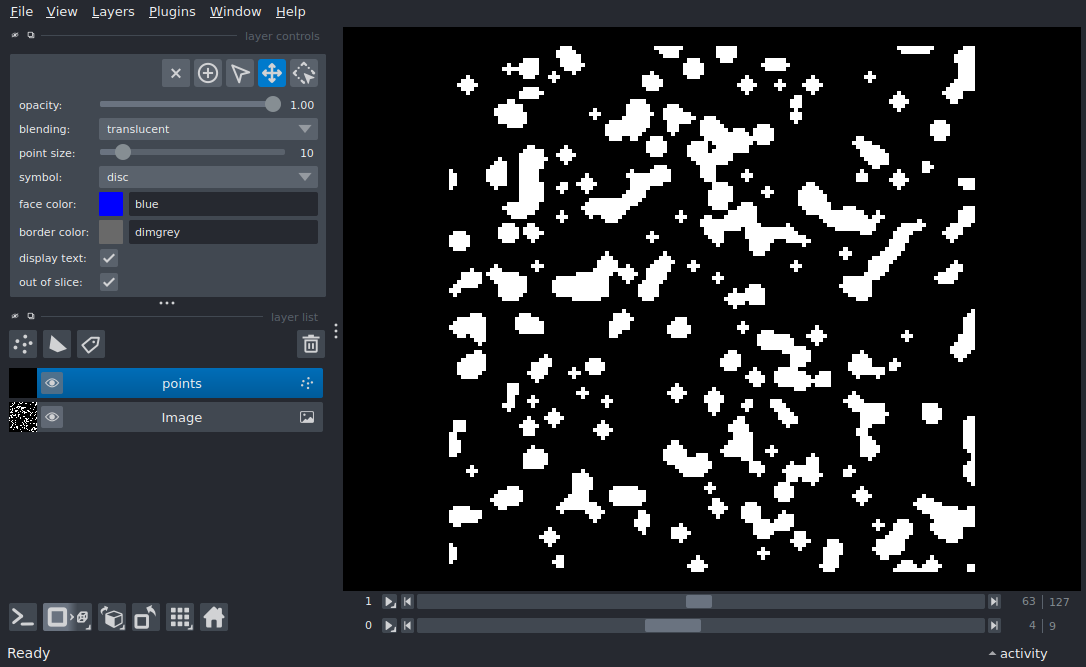 File View Layers Plugins Window Help
layer controls
opacity: 1.00
blending: translucent
point size: 10
symbol: disc
face color: blue
border color: dimgrey
display text:
out of slice:
layer list
points
Image
1 63 | 127
0 4 | 9
Ready activity